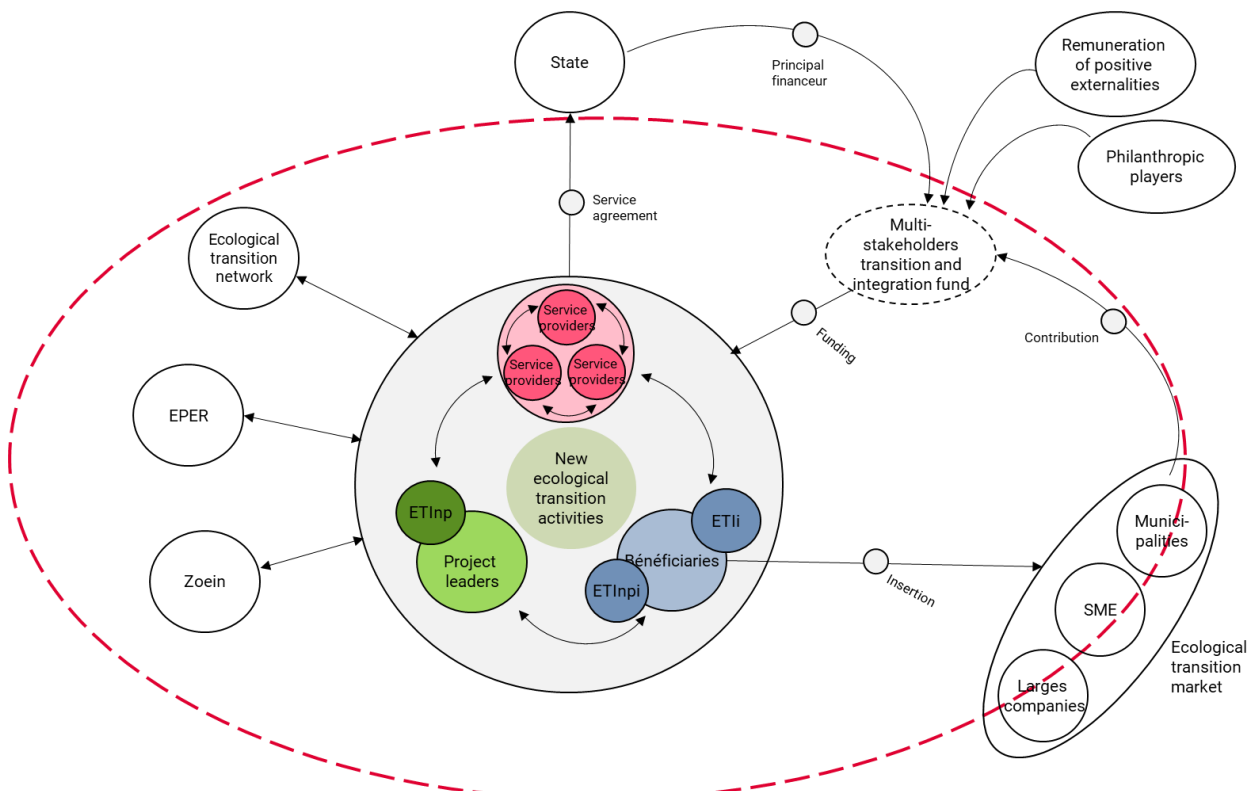 State
Principal
financeur
Remuneration
of positive
externalities
Philanthropic
players
Service
agreement
Ecological
transition
network
Multi-
stakeholders
transition and
integration fund
Service
providers
Service
providers
Service
providers
Funding
Contribution
EPER
New
ecological
transition
activities
ETInp
Project
leaders
ETIi
Bénéficiaries
ETInpi
Zoein
Insertion
Munici-
palities
SME
Larges
companies
Ecological
transition
market